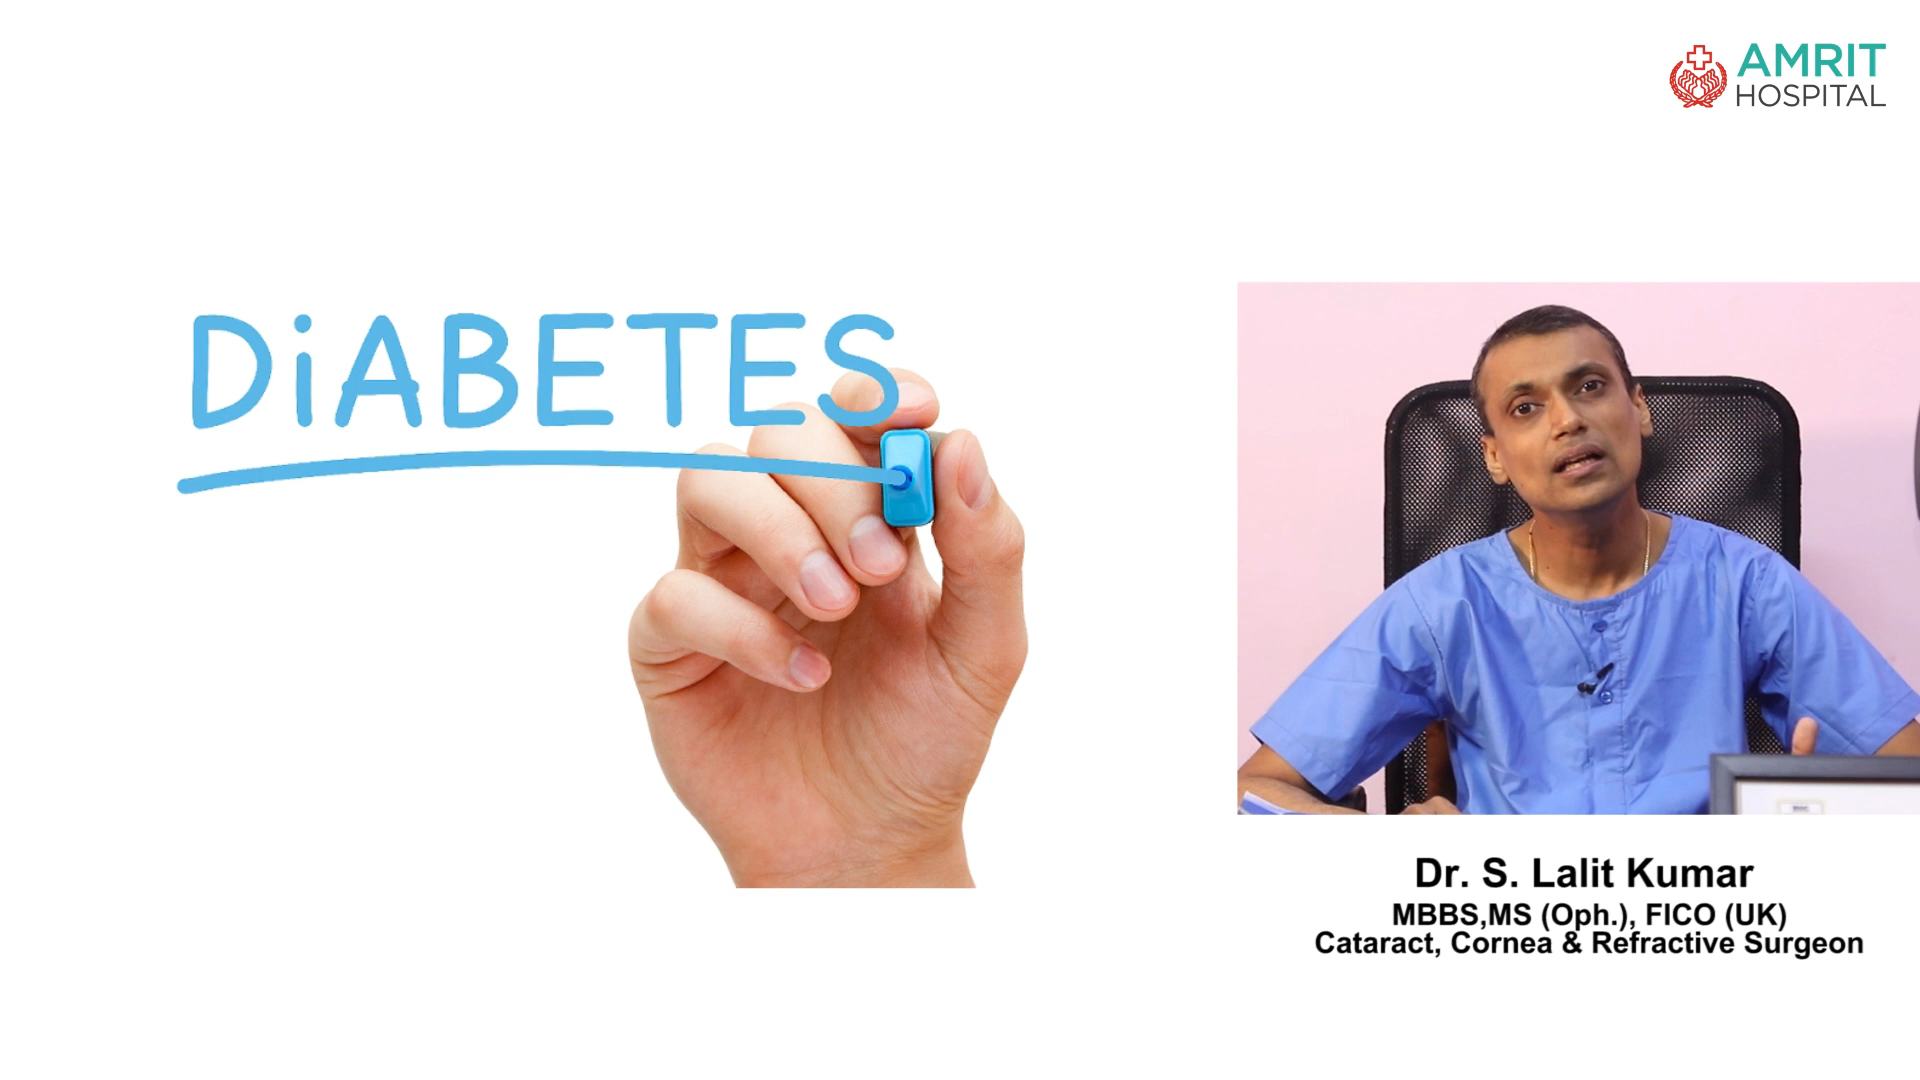 AMRIT
HOSPITAL
DiABETES
Dr. S. Lalit Kumar
MBBS,MS (Oph.), FICO (UK)
Cataract, Cornea & Refractive Surgeon